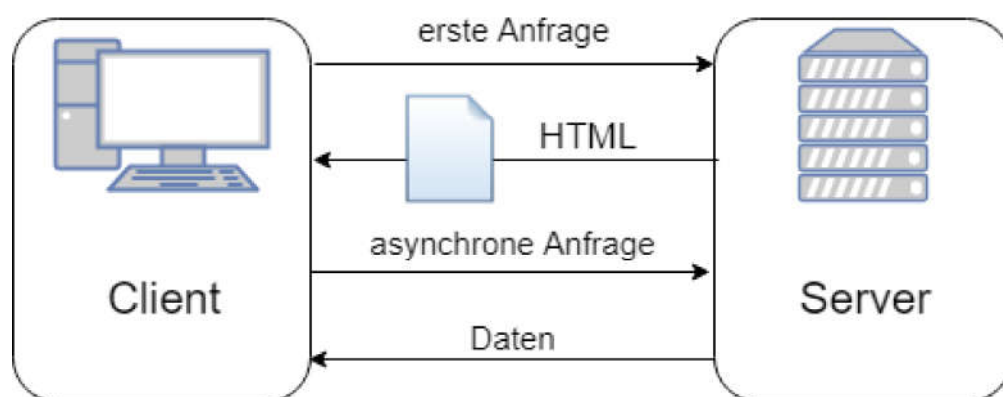 erste Anfrage
HTML
asynchrone Anfrage
Client
Server
Daten